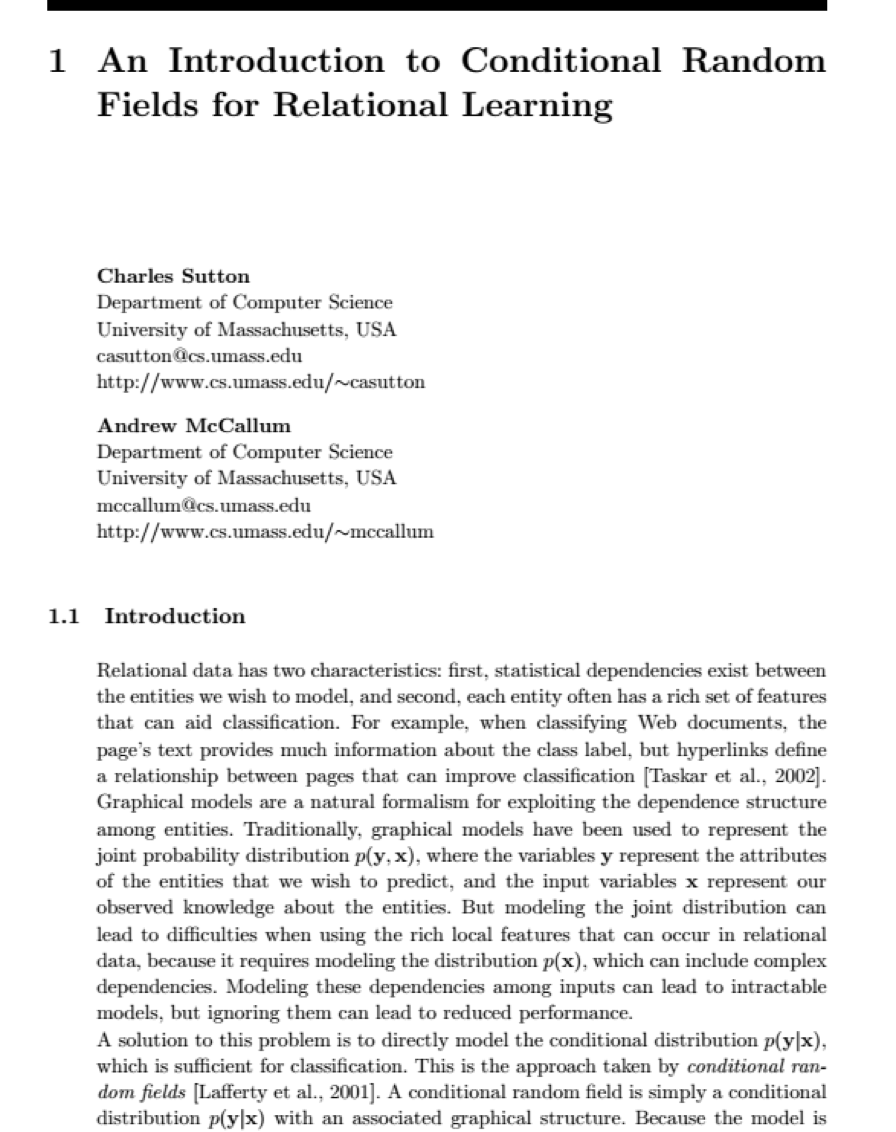 1 An Introduction to Conditional Random
Fields for Relational Learning
Charles Sutton
Department of Computer Science
University of Massachusetts, USA
casutton@cs.umass.edu
http://www.cs.umass.edu/~casutton
Andrew McCallum
Department of Computer Science
University of Massachusetts, USA
mccallum@cs.umass.edu
http://www.cs.umass.edu/~mccallum
1.1 Introduction
Relational data has two characteristics: first, statistical dependencies exist between
the entities we wish to model, and second, each entity often has a rich set of features
that can aid classification. For example, when classifying Web documents, the
page's text provides much information about the class label, but hyperlinks define
a relationship between pages that can improve classification [Taskar et al., 2002].
Graphical models are a natural formalism for exploiting the dependence structure
among entities. Traditionally, graphical models have been used to represent the
joint probability distribution p(y, x), where the variables y represent the attributes
of the entities that we wish to predict, and the input variables x represent our
observed knowledge about the entities. But modeling the joint distribution can
lead to difficulties when using the rich local features that can occur in relational
data, because it requires modeling the distribution p(x), which can include complex
dependencies. Modeling these dependencies among inputs can lead to intractable
models, but ignoring them can lead to reduced performance.
A solution to this problem is to directly model the conditional distribution p(y|x),
which is sufficient for classification. This is the approach taken by conditional ran-
dom fields [Lafferty et al., 2001]. A conditional random field is simply a conditional
distribution p(y|x) with an associated graphical structure. Because the model is